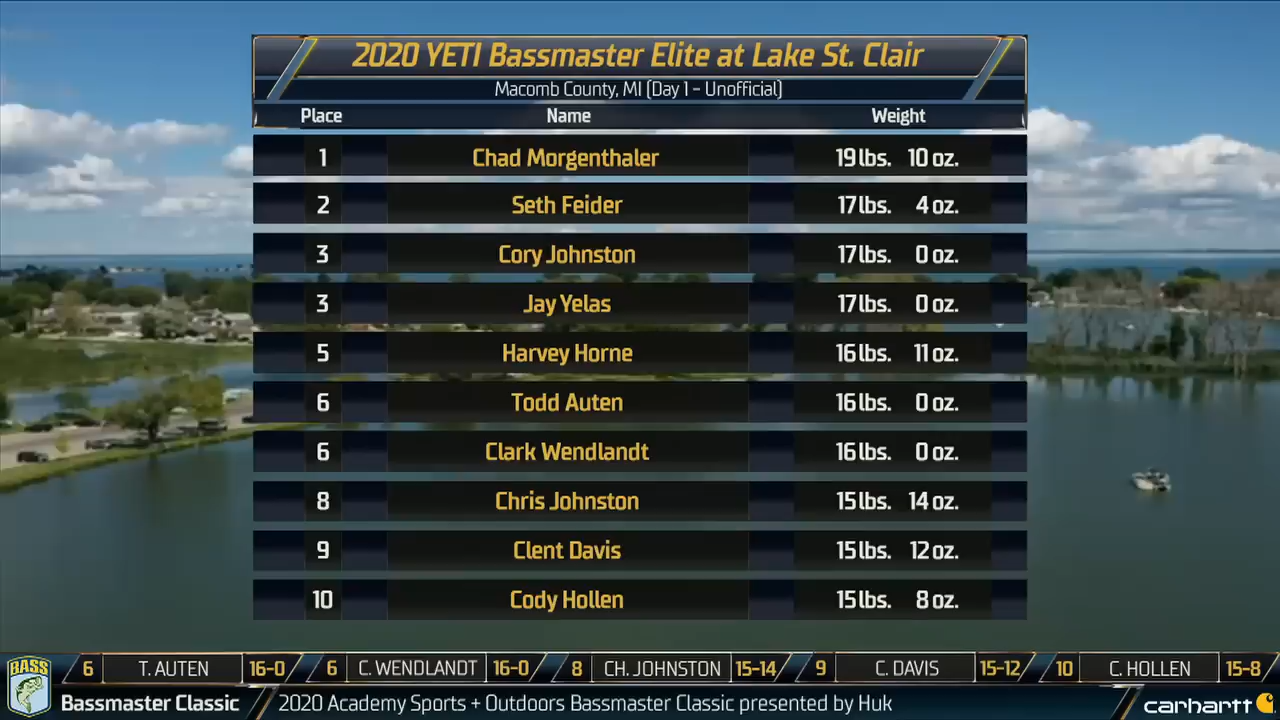 2020 YETI Bassmaster Elite at Lake St. Clair
Macomb County, MI (Day 1 - Unofficial)
Place Name Weight
1 Chad Morgenthaler 19 lbs. 10 oz.
2 Seth Feider 17 lbs. 4 oz.
3 Cory Johnston 17 lbs. 0 oz.
3 Jay Yelas 17 lbs. 0 oz.
5 Harvey Horne 16 lbs. 11 oz.
6 Todd Auten 16 lbs. 0 oz.
6 Clark Wendlandt 16 lbs. 0 oz.
8 Chris Johnston 15 lbs. 14 oz.
9 Clent Davis 15 lbs. 12 oz.
10 Cody Hollen 15 lbs. 8 oz.
BASS 6 T. AUTEN 16-0 6 C. WENDLANDT 16-0 8 CH. JOHNSTON 15-14 9 C. DAVIS 15-12 10 C. HOLLEN 15-8
Bassmaster Classic 2020 Academy Sports + Outdoors Bassmaster Classic presented by Huk carhartt